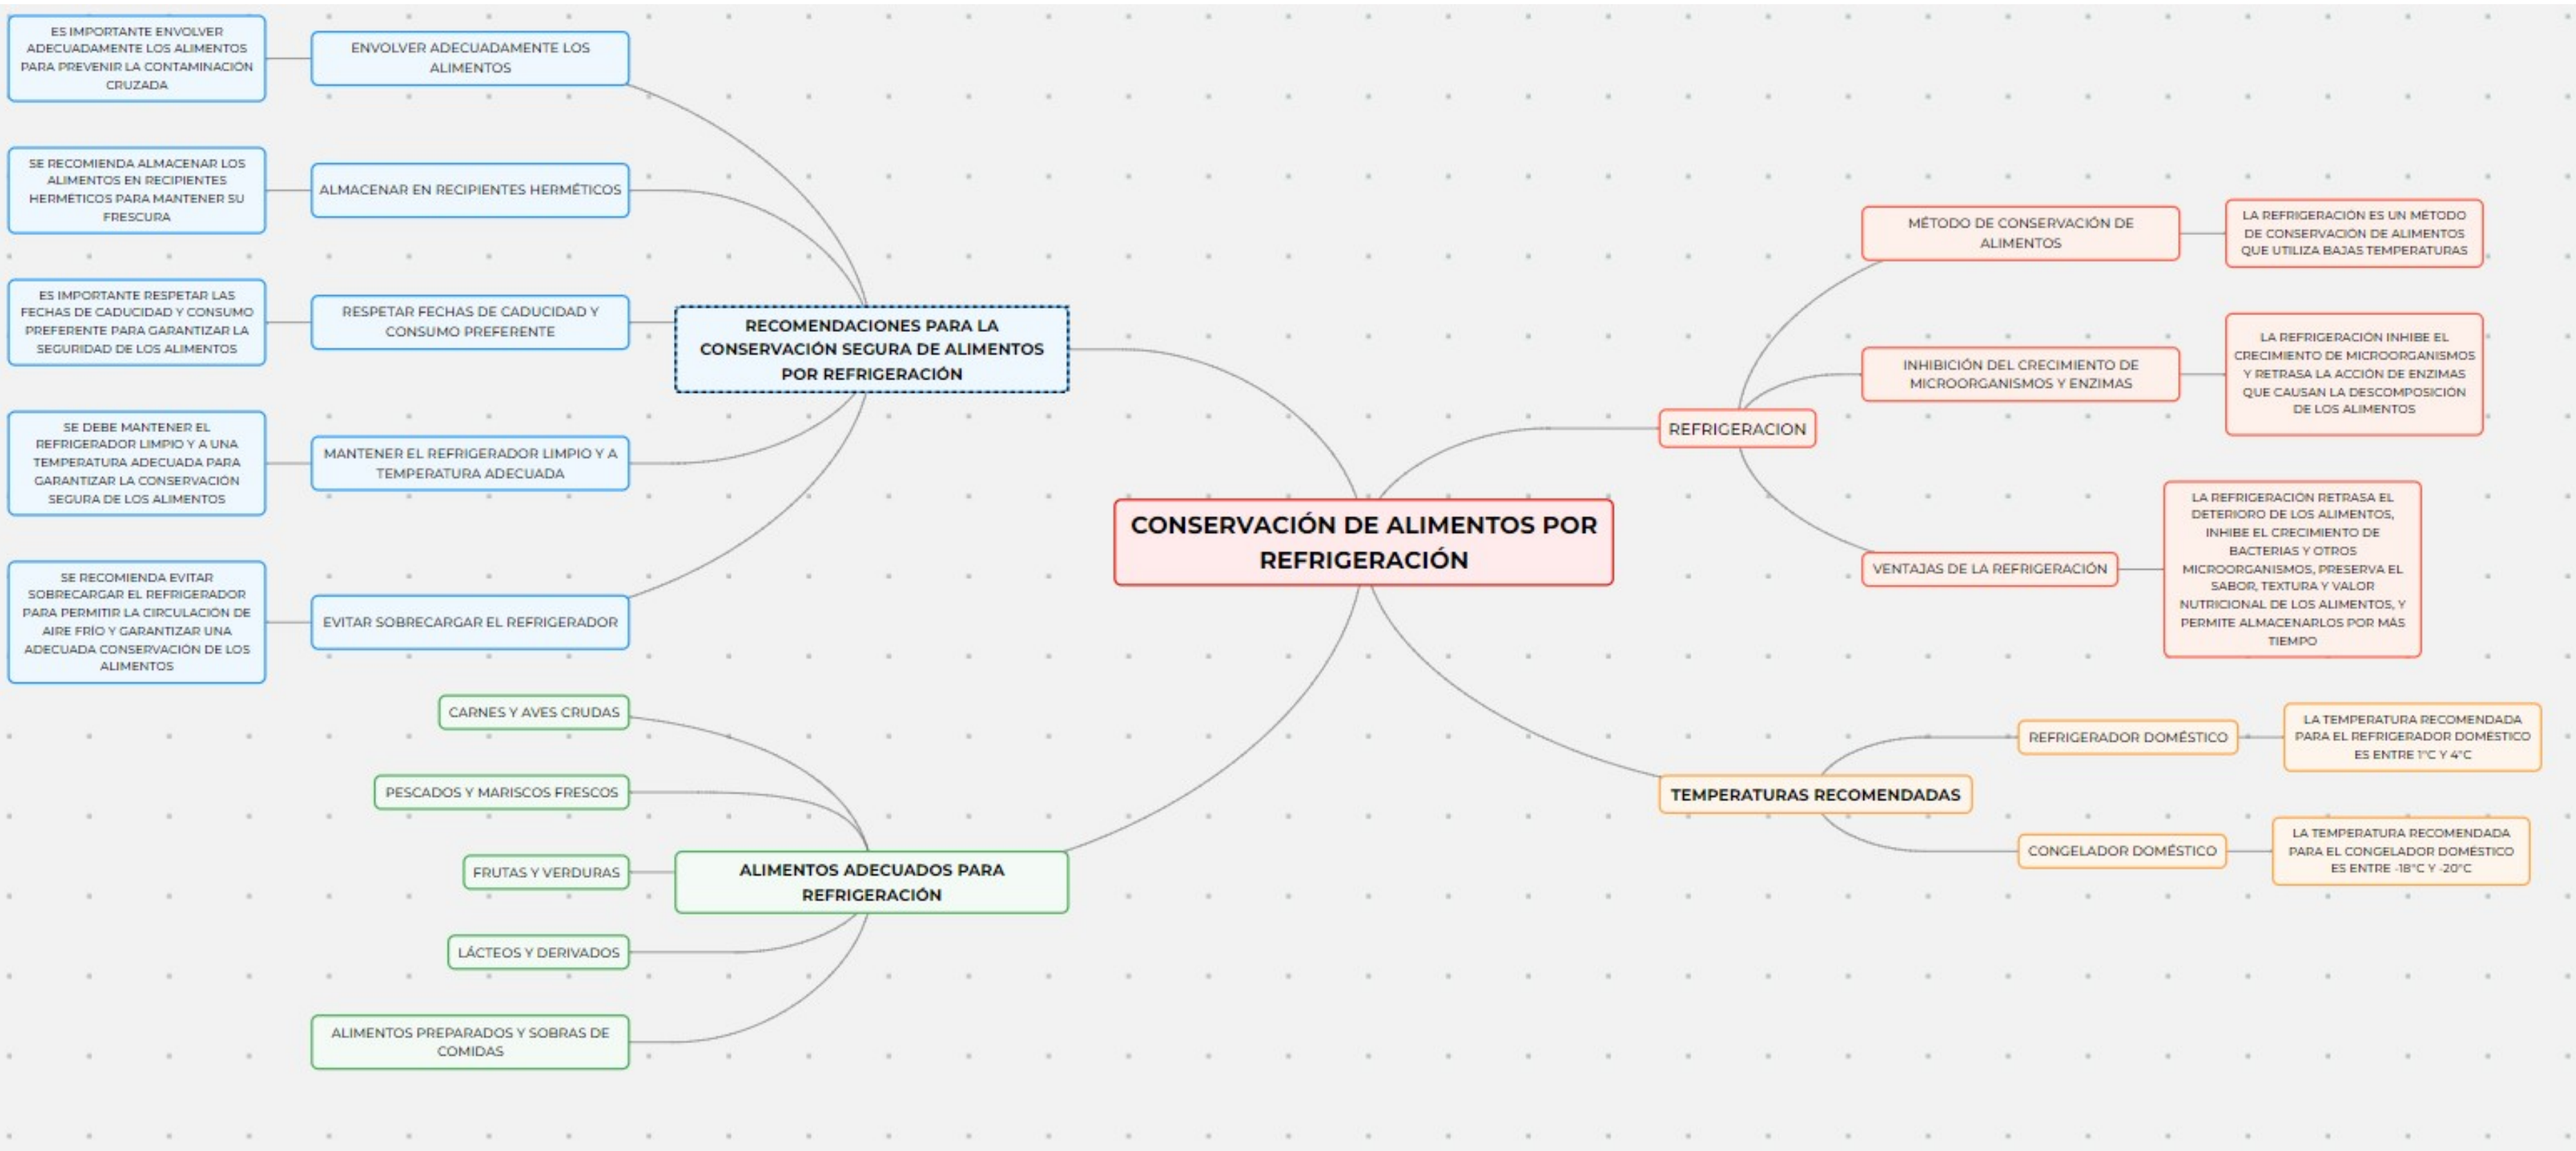 ES IMPORTANTE ENVOLVER
ADECUADAMENTE LOS ALIMENTOS
PARA PREVENIR LA CONTAMINACIÓN
CRUZADA
ENVOLVER ADECUADAMENTE LOS
ALIMENTOS
SE RECOMIENDA ALMACENAR LOS
ALIMENTOS EN RECIPIENTES
HERMÉTICOS PARA MANTENER SU
FRESCURA
ALMACENAR EN RECIPIENTES HERMÉTICOS
ES IMPORTANTE RESPETAR LAS
FECHAS DE CADUCIDAD Y CONSUMO
PREFERENTE PARA GARANTIZAR LA
SEGURIDAD DE LOS ALIMENTOS
RESPETAR FECHAS DE CADUCIDAD Y
CONSUMO PREFERENTE
SE DEBE MANTENER EL
REFRIGERADOR LIMPIO Y A UNA
TEMPERATURA ADECUADA PARA
GARANTIZAR LA CONSERVACIÓN
SEGURA DE LOS ALIMENTOS
MANTENER EL REFRIGERADOR LIMPIO Y A
TEMPERATURA ADECUADA
SE RECOMIENDA EVITAR
SOBRECARGAR EL REFRIGERADOR
PARA PERMITIR LA CIRCULACIÓN DE
AIRE FRÍO Y GARANTIZAR UNA
ADECUADA CONSERVACIÓN DE LOS
ALIMENTOS
EVITAR SOBRECARGAR EL REFRIGERADOR
RECOMENDACIONES PARA LA
CONSERVACIÓN SEGURA DE ALIMENTOS
POR REFRIGERACIÓN
CARNES Y AVES CRUDAS
PESCADOS Y MARISCOS FRESCOS
FRUTAS Y VERDURAS
LÁCTEOS Y DERIVADOS
ALIMENTOS PREPARADOS Y SOBRAS DE
COMIDAS
ALIMENTOS ADECUADOS PARA
REFRIGERACIÓN
CONSERVACIÓN DE ALIMENTOS POR
REFRIGERACIÓN
REFRIGERACION
MÉTODO DE CONSERVACIÓN DE
ALIMENTOS
LA REFRIGERACIÓN ES UN MÉTODO
DE CONSERVACIÓN DE ALIMENTOS
QUE UTILIZA BAJAS TEMPERATURAS
INHIBICIÓN DEL CRECIMIENTO DE
MICROORGANISMOS Y ENZIMAS
LA REFRIGERACIÓN INHIBE EL
CRECIMIENTO DE MICROORGANISMOS
Y RETRASA LA ACCIÓN DE ENZIMAS
QUE CAUSAN LA DESCOMPOSICIÓN
DE LOS ALIMENTOS
VENTAJAS DE LA REFRIGERACIÓN
LA REFRIGERACIÓN RETRASA EL
DETERIORO DE LOS ALIMENTOS,
INHIBE EL CRECIMIENTO DE
BACTERIAS Y OTROS
MICROORGANISMOS, PRESERVA EL
SABOR, TEXTURA Y VALOR
NUTRICIONAL DE LOS ALIMENTOS, Y
PERMITE ALMACENARLOS POR MÁS
TIEMPO
TEMPERATURAS RECOMENDADAS
REFRIGERADOR DOMÉSTICO
LA TEMPERATURA RECOMENDADA
PARA EL REFRIGERADOR DOMÉSTICO
ES ENTRE 1°C Y 4°C
CONGELADOR DOMÉSTICO
LA TEMPERATURA RECOMENDADA
PARA EL CONGELADOR DOMÉSTICO
ES ENTRE -18°C Y -20°C